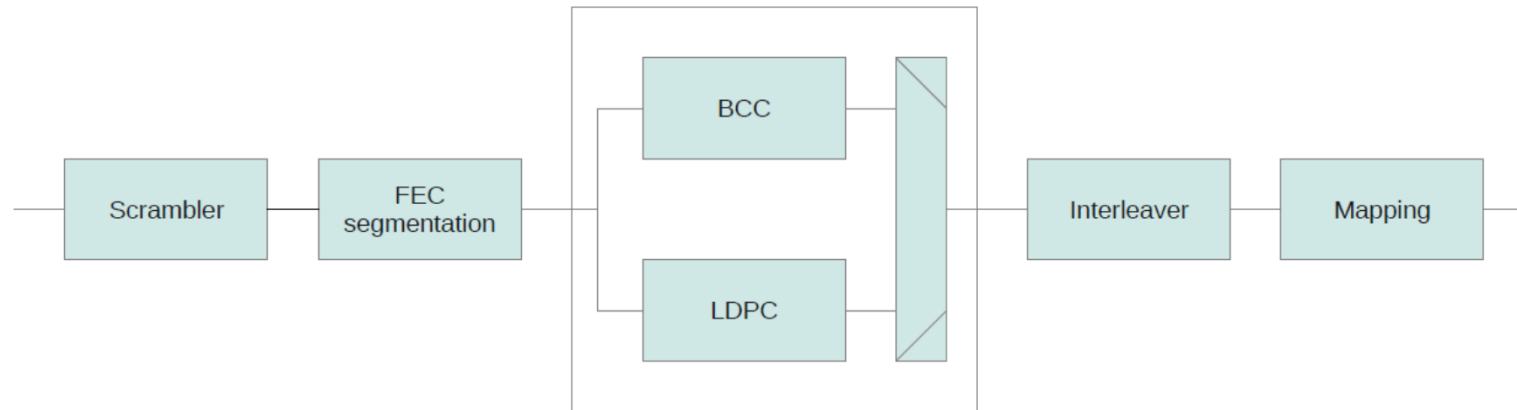 Scrambler
FEC
segmentation
BCC
LDPC
Interleaver
Mapping